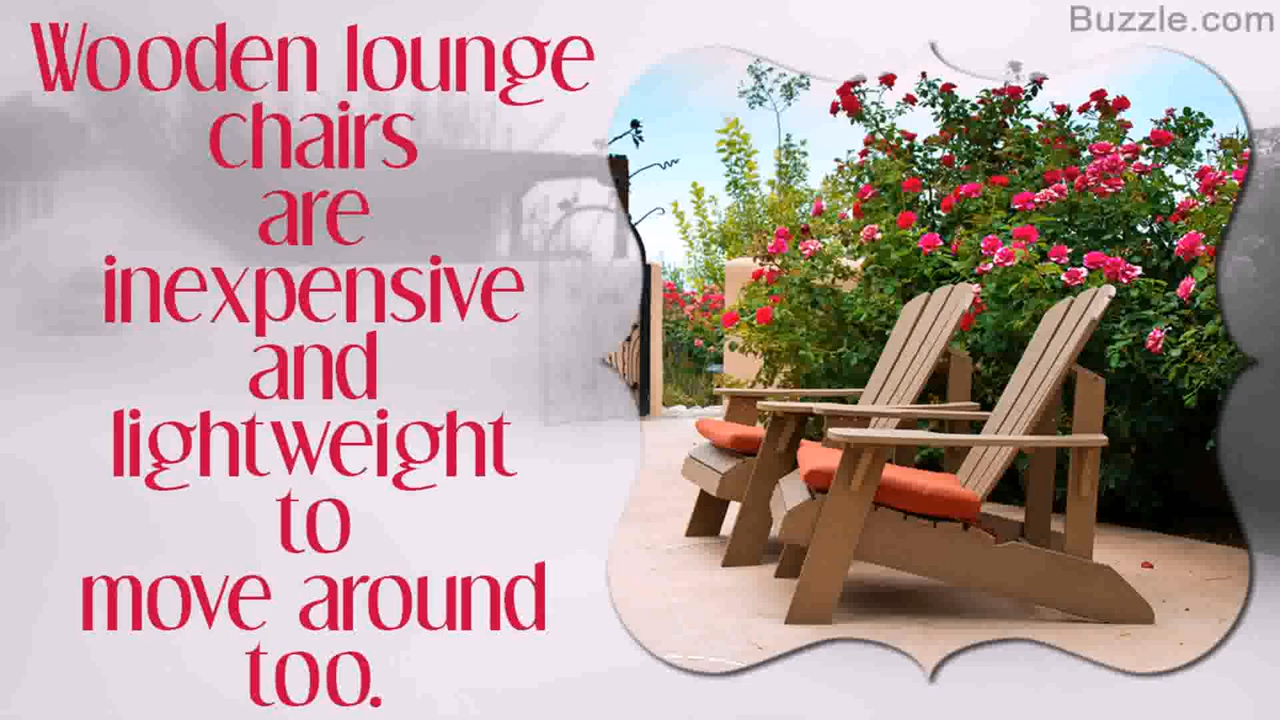 Buzzle.com
Wooden lounge
chairs
are
inexpensive
and
lightweight
to
move around
too.